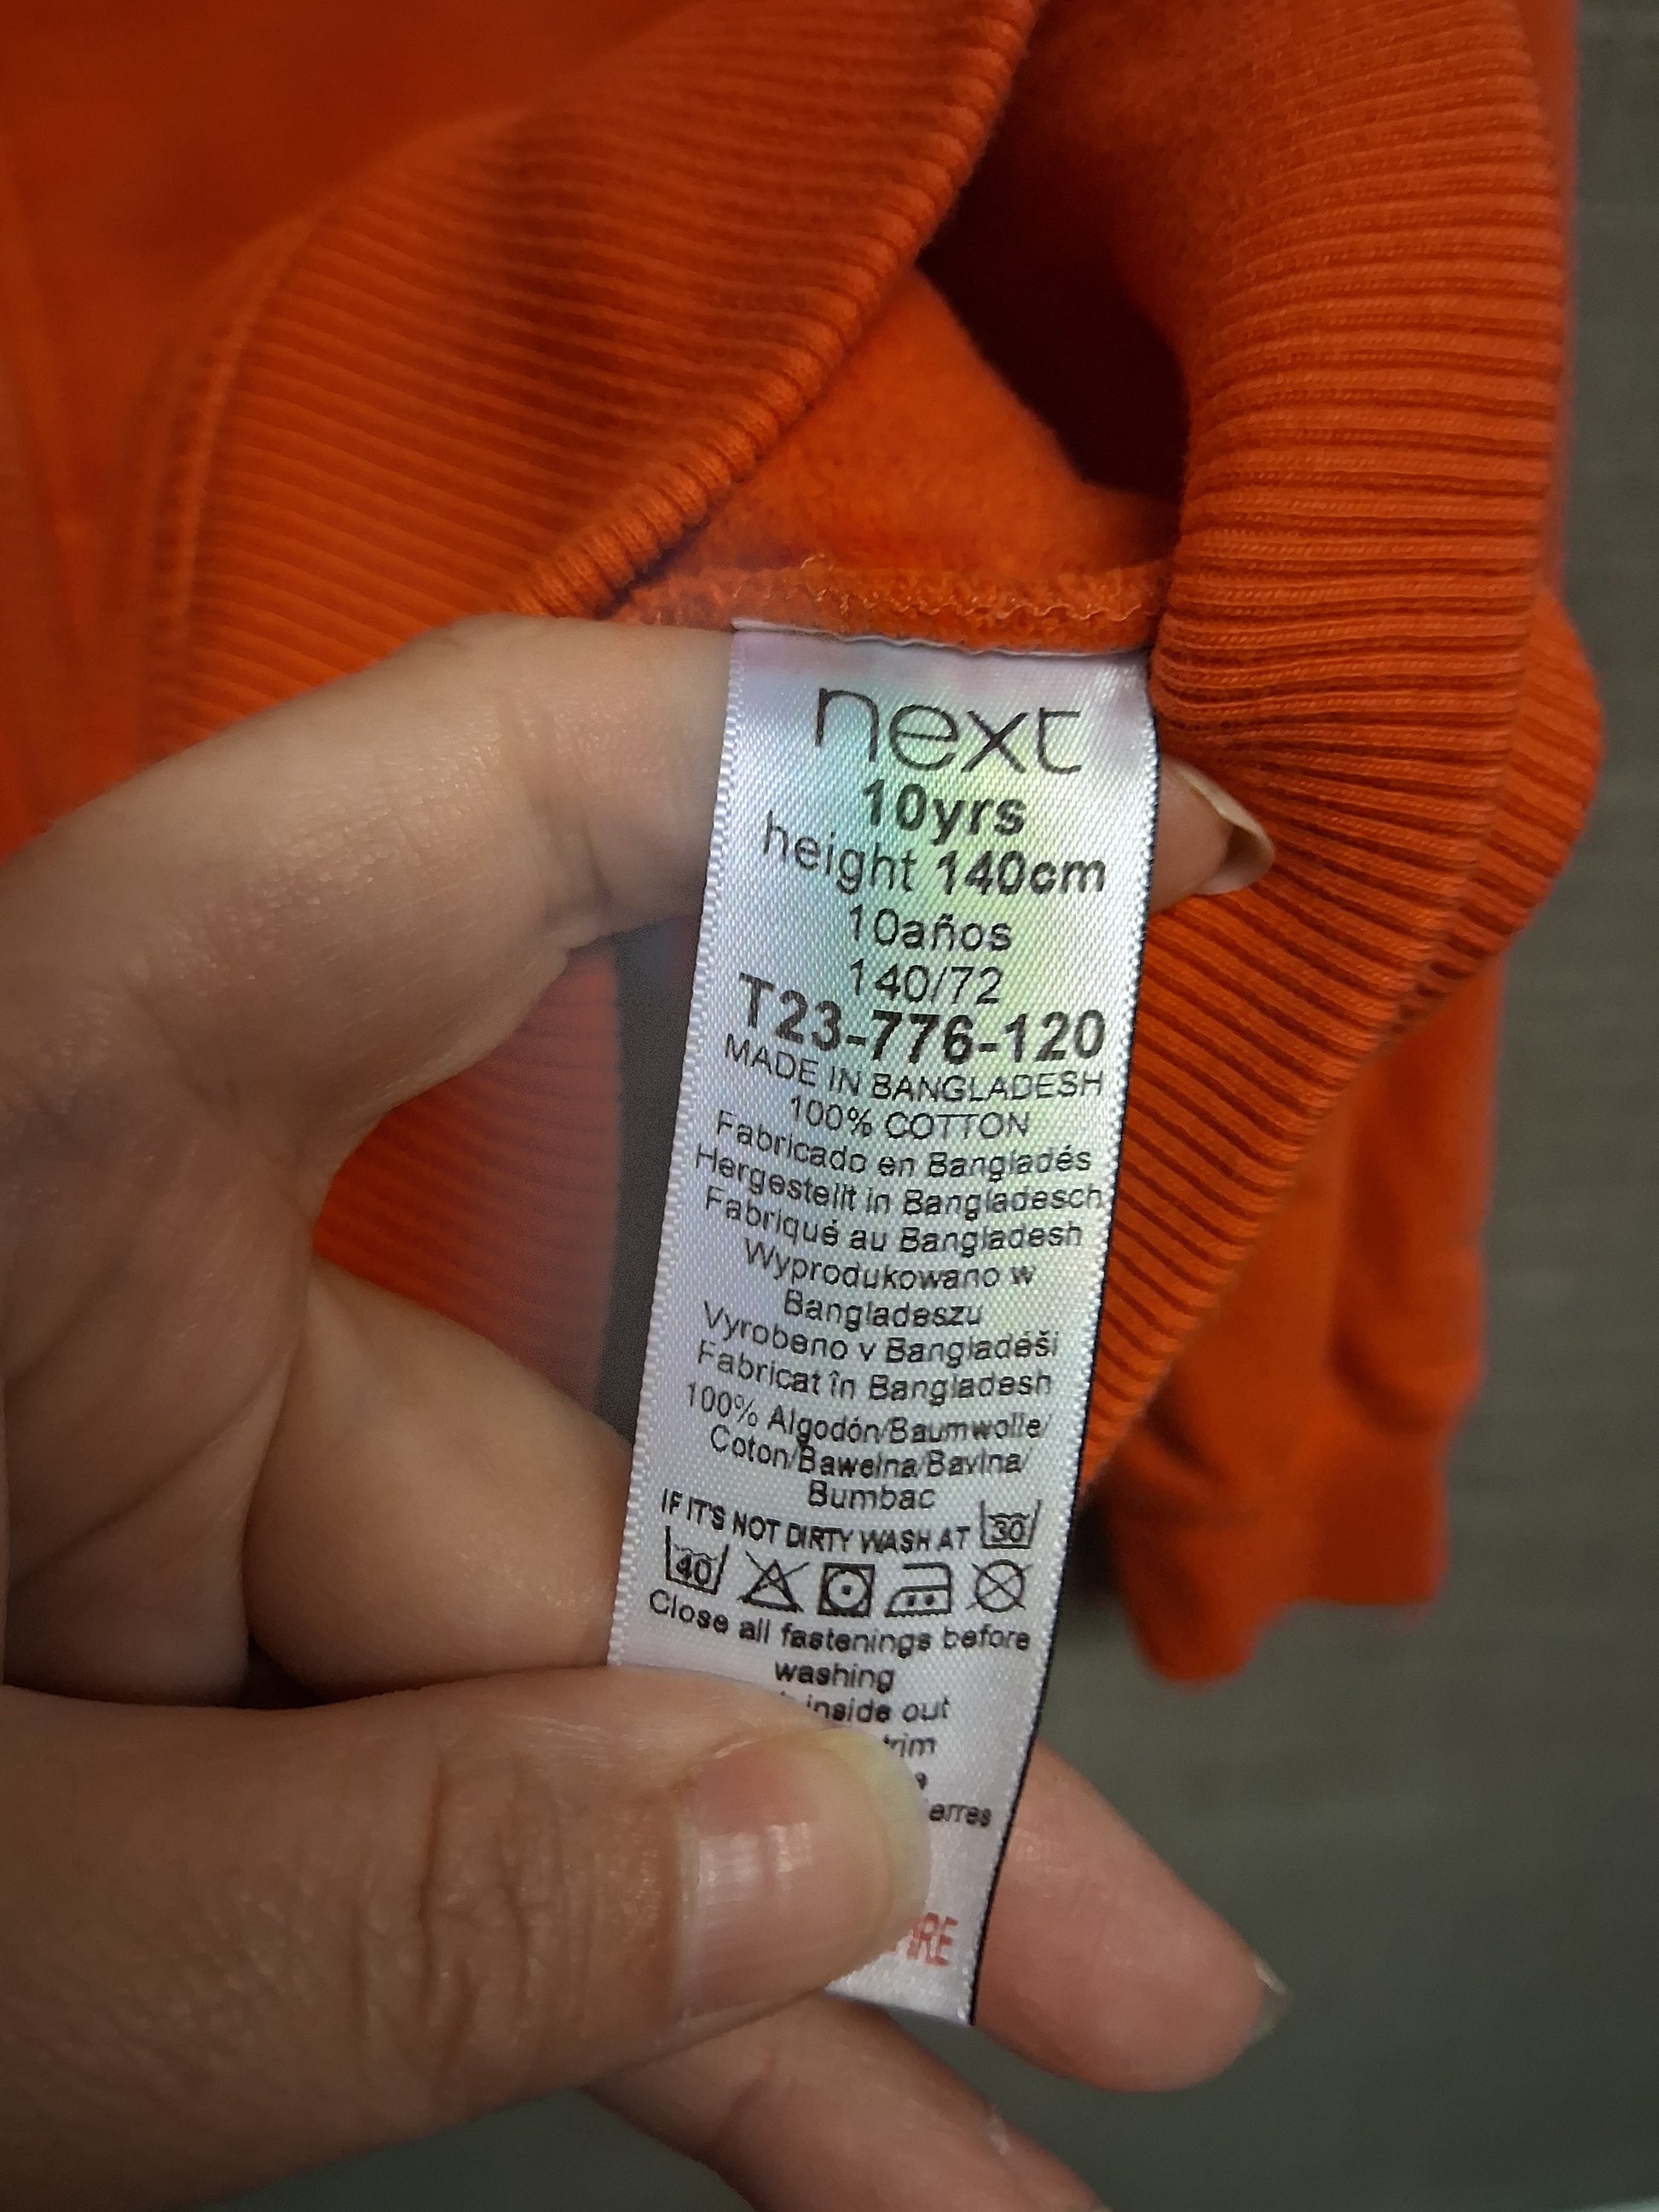 next
10yrs
height 140cm
10años
140/72
T23-776-120
MADE IN BANGLADESH
100% COTTON
Fabricado en Bangladés
Hergestellt in Bangladesch
Fabriqué au Bangladesh
Wyprodukowano w
Bangladeszu
Vyrobeno v Bangladéši
Fabricat în Bangladesh
100% Algodón/Baumwolle/
Coton/Bawełna/Bavlna/
Bumbac
IF IT'S NOT DIRTY WASH AT 30
40
Close all fastenings before
washing
inside out